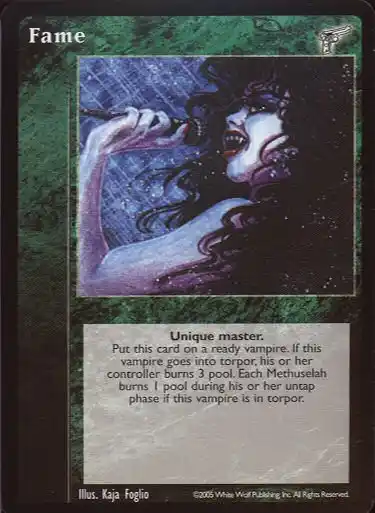 Fame
Unique master.
Put this card on a ready vampire. If this
vampire goes into torpor, his or her
controller burns 3 pool. Each Methuselah
burns 1 pool during his or her untap
phase if this vampire is in torpor.
Illus. Kaja Foglio ©2005 White Wolf Publishing, Inc. All Rights Reserved.